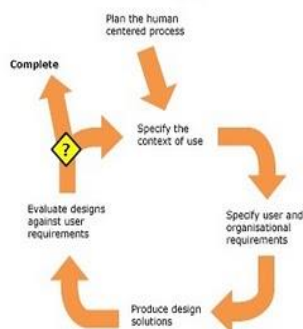 Plan the human
centered process
Complete
?
Specify the
context of use
Evaluate designs
against user
requirements
Specify user and
organisational
requirements
Produce design
solutions